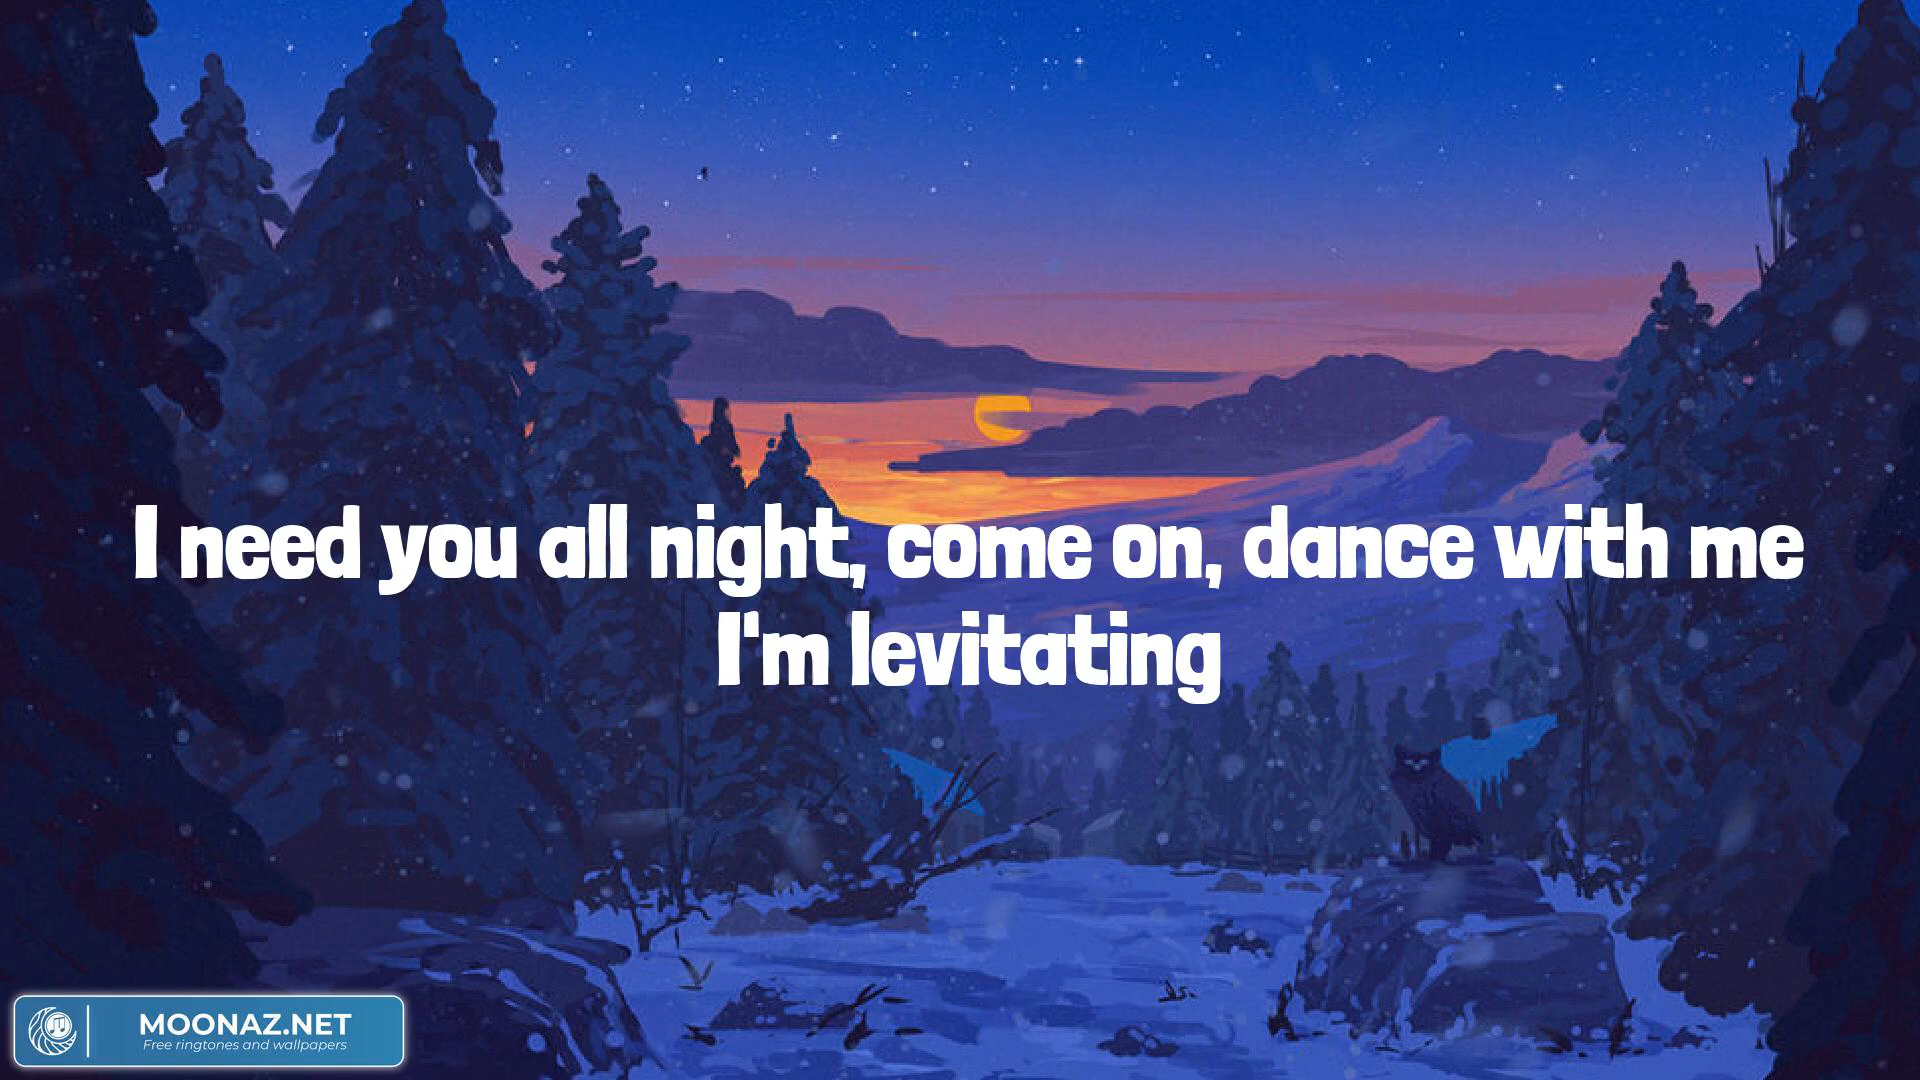 I need you all night, come on, dance with me
I'm levitating
MOONAZ.NET
Free ringtones and wallpapers